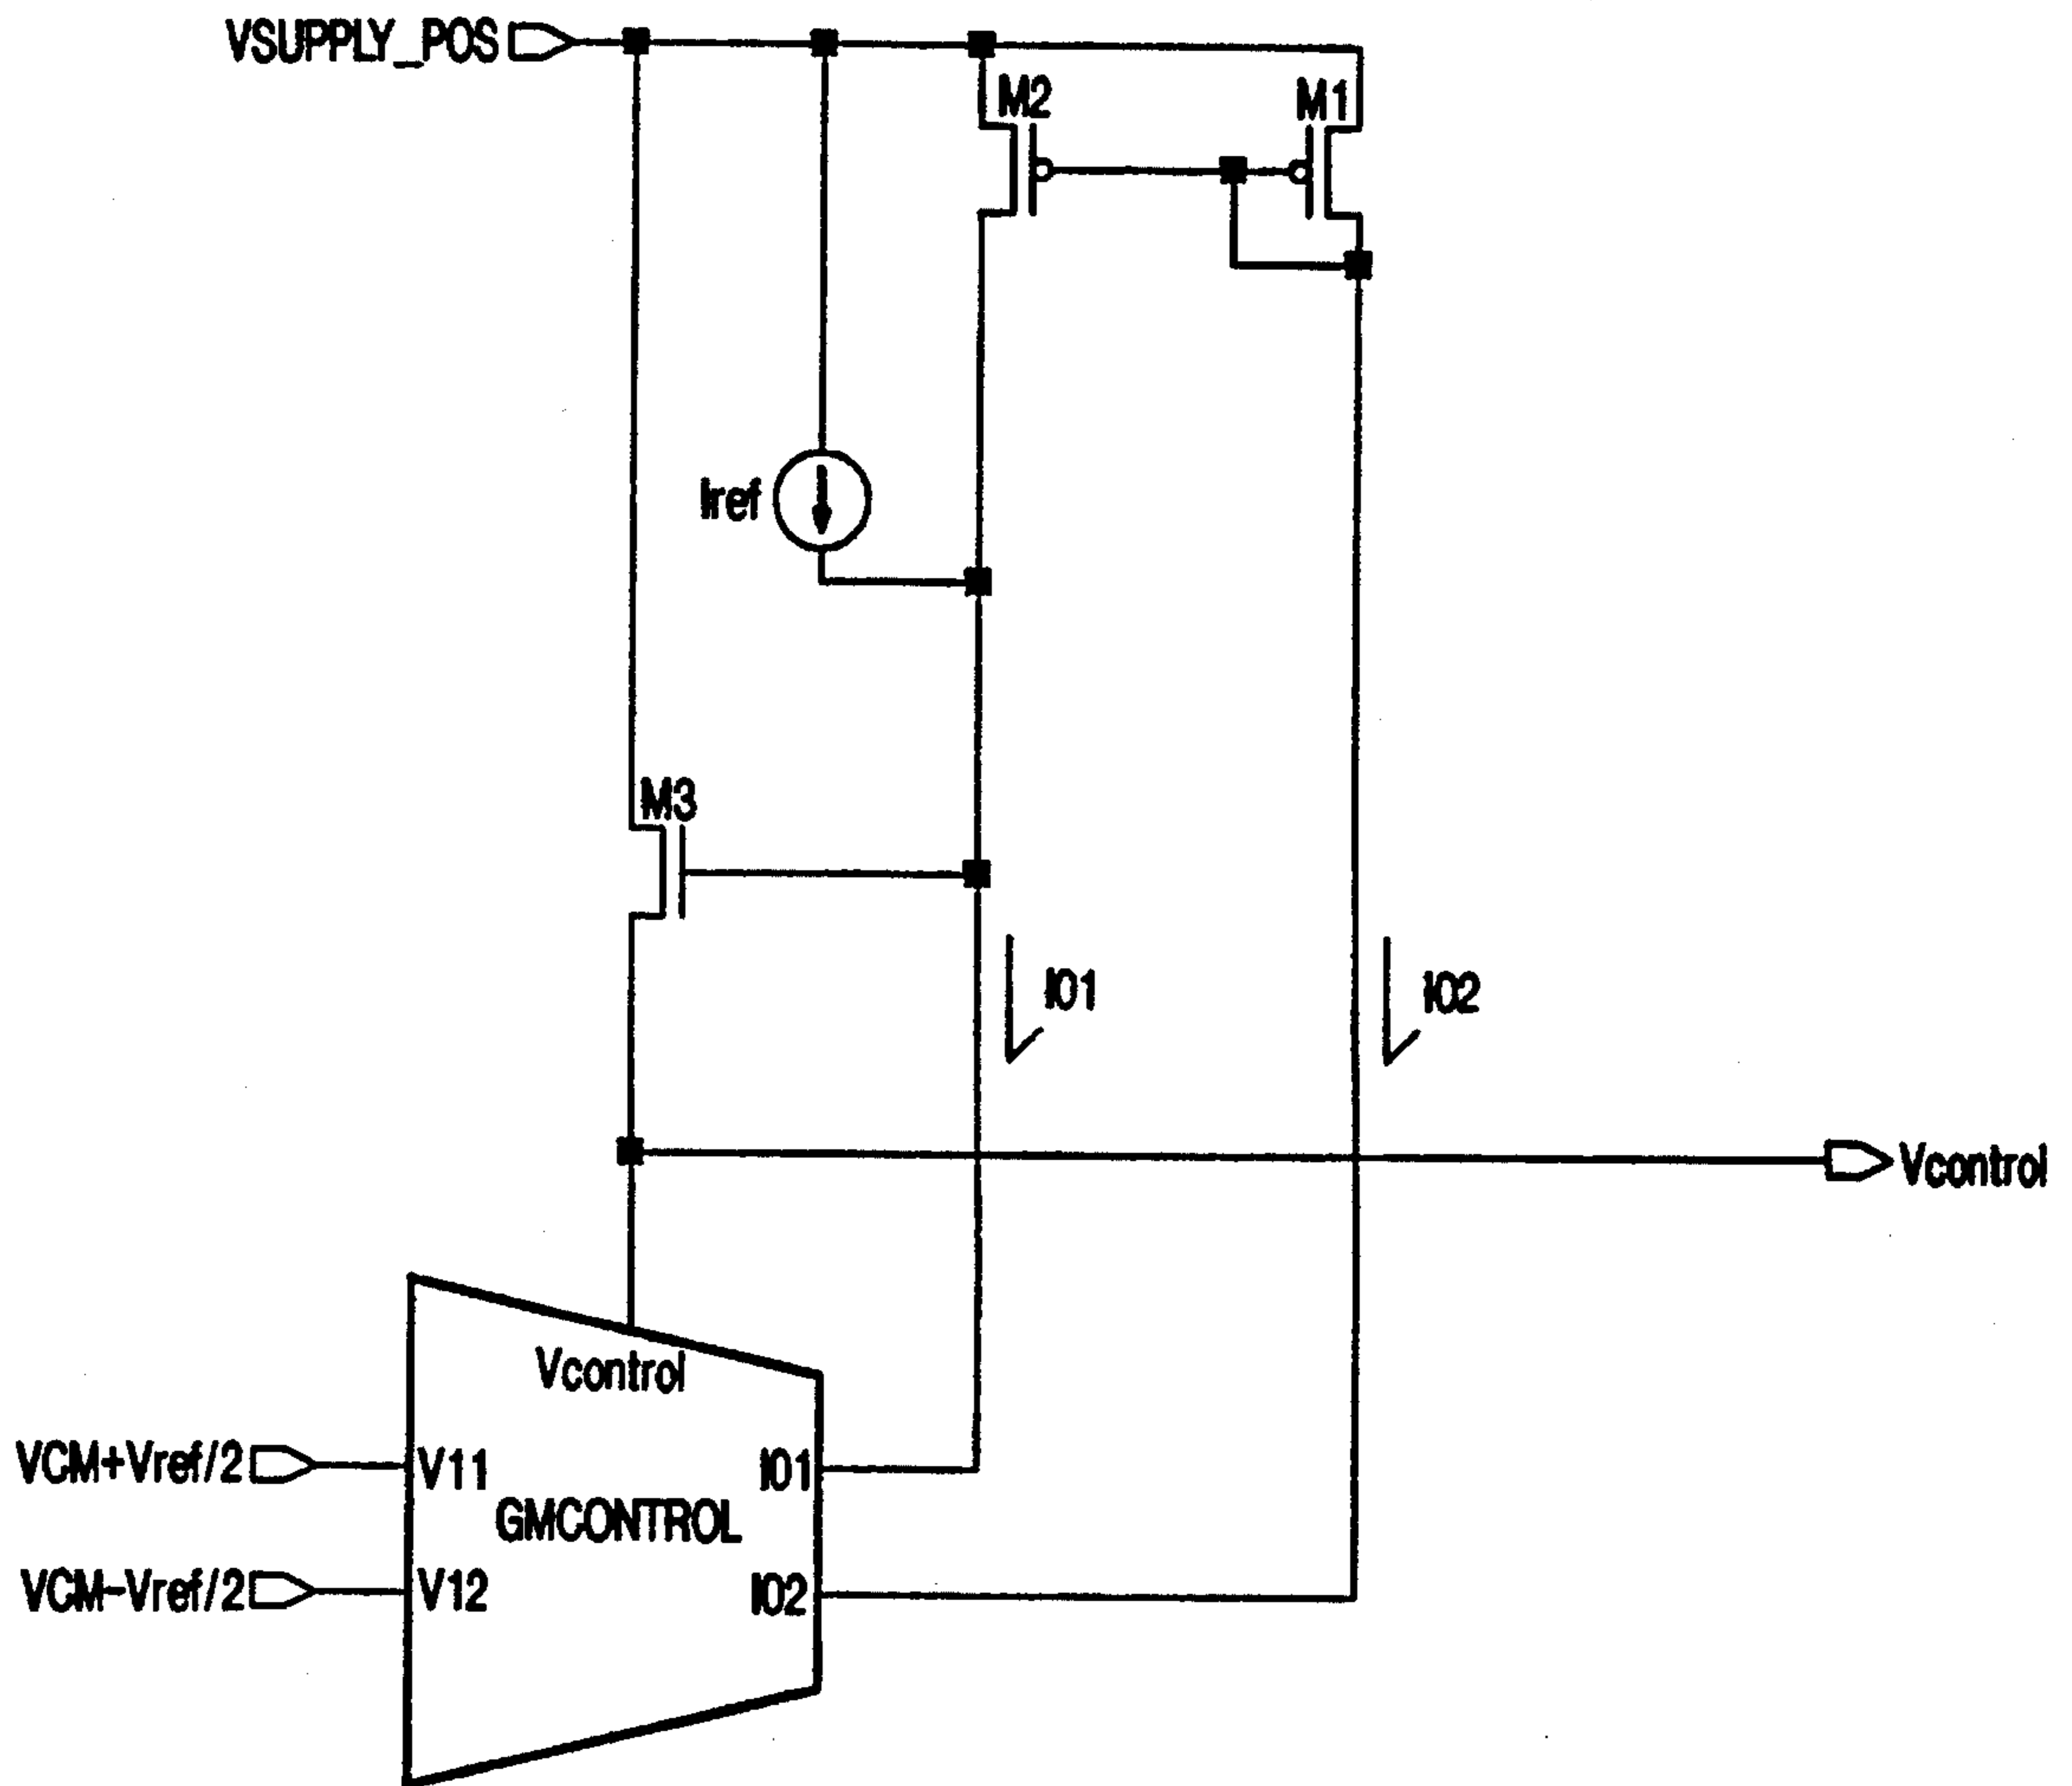 VSUPPLY_POS
M2
M1
Iref
M3
I01
I02
Vcontrol
Vcontrol
VCM+Vref/2
V11
I01
GMCONTROL
VCM-Vref/2
V12
I02